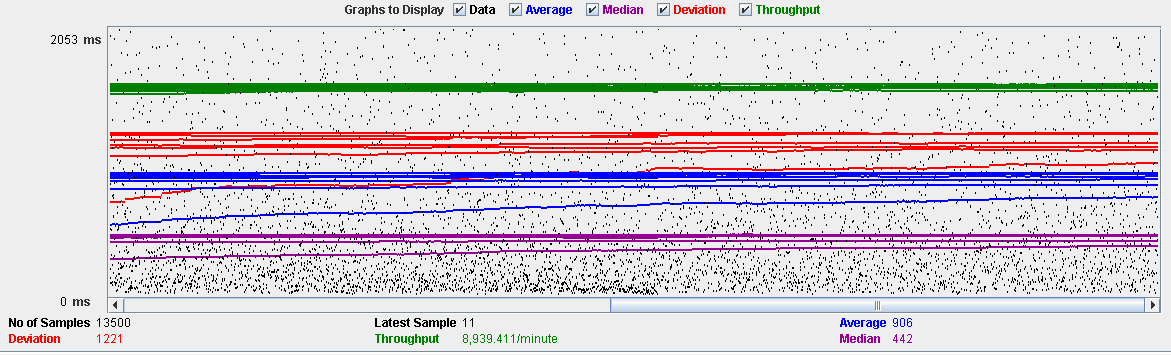 Graphs to Display Data Average Median Deviation Throughput
2053 ms
0 ms
No of Samples 13500 Latest Sample 11 Average 906
Deviation 1221 Throughput 8,939.411/minute Median 442